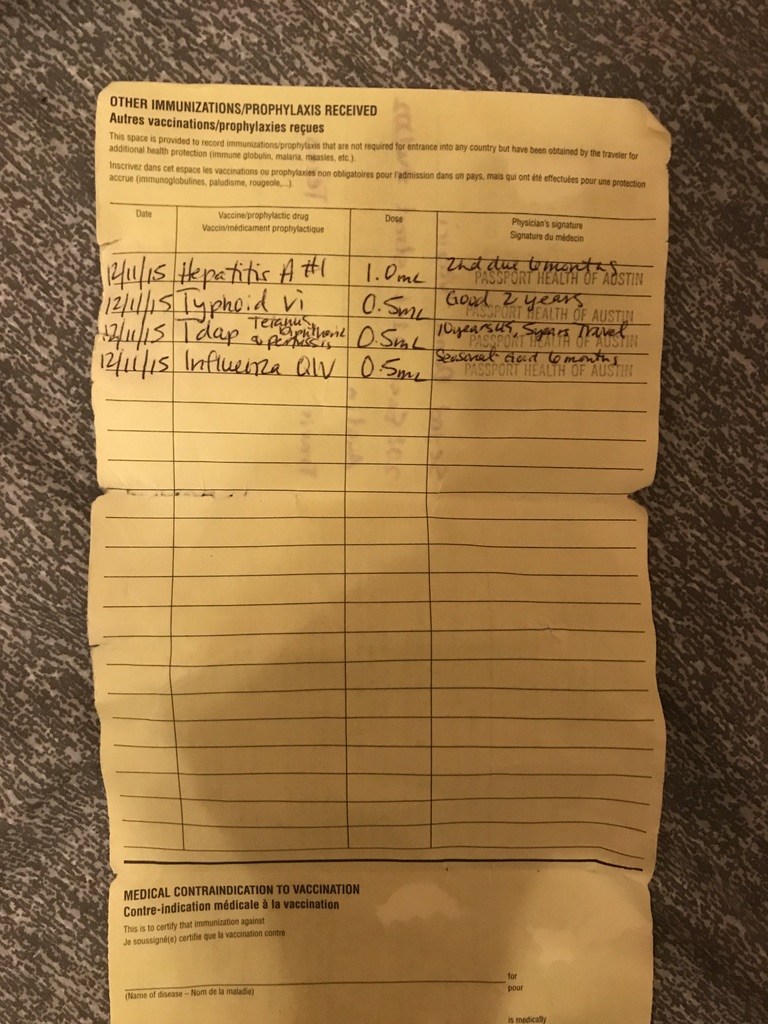 OTHER IMMUNIZATIONS/PROPHYLAXIS RECEIVED
Autres vaccinations/prophylaxies reçues
This space is provided to record immunizations/prophylaxis that are not required for entrance into any country but have been obtained by the traveler for
additional health protection (immune globulin, malaria, measles, etc.).
Inscrivez dans cet espace les vaccinations ou prophylaxies non obligatoires pour l'admission dans un pays, mais qui ont été effectuées pour une protection
accrue (immunoglobulines, paludisme, rougeole,...).
Date Vaccine/prophylactic drug Dose Physician's signature
Vaccin/médicament prophylactique Signature du médecin
12/11/15 Hepatitis A #1 1.0mL 2nd due 6 months
PASSPORT HEALTH OF AUSTIN
12/11/15 Typhoid Vi 0.5mL Good 2 years
PASSPORT HEALTH OF AUSTIN
12/11/15 Tdap Tetanus, 0.5mL 10 years US, 5 years Travel
PASSPORT HEALTH OF AUSTIN
12/11/15 Influenza QIV 0.5mL Seasonal Good 6 months
PASSPORT HEALTH OF AUSTIN
MEDICAL CONTRAINDICATION TO VACCINATION
Contre-indication médicale à la vaccination
This is to certify that immunization against
Je soussigné(e) certifie que la vaccination contre
for
(Name of disease – Nom de la maladie) pour
is medically